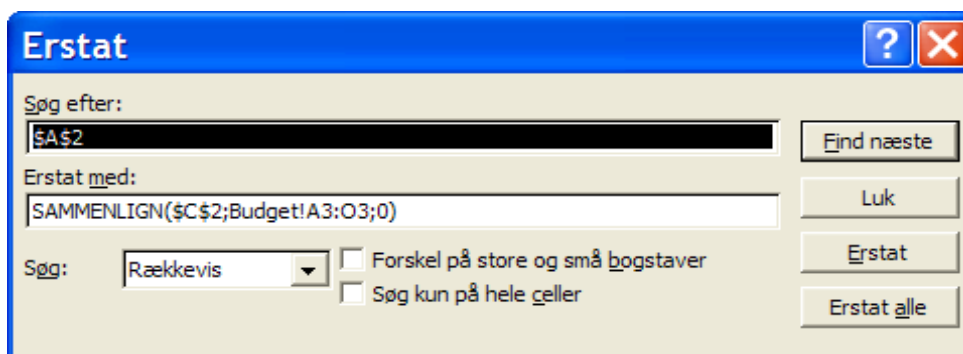 Erstat
Søg efter:
$A$2
Find næste
Erstat med:
SAMMENLIGN($C$2;Budget!A3:O3;0)
Luk
Søg:
Rækkevis
Forskel på store og små bogstaver
Erstat
Søg kun på hele celler
Erstat alle